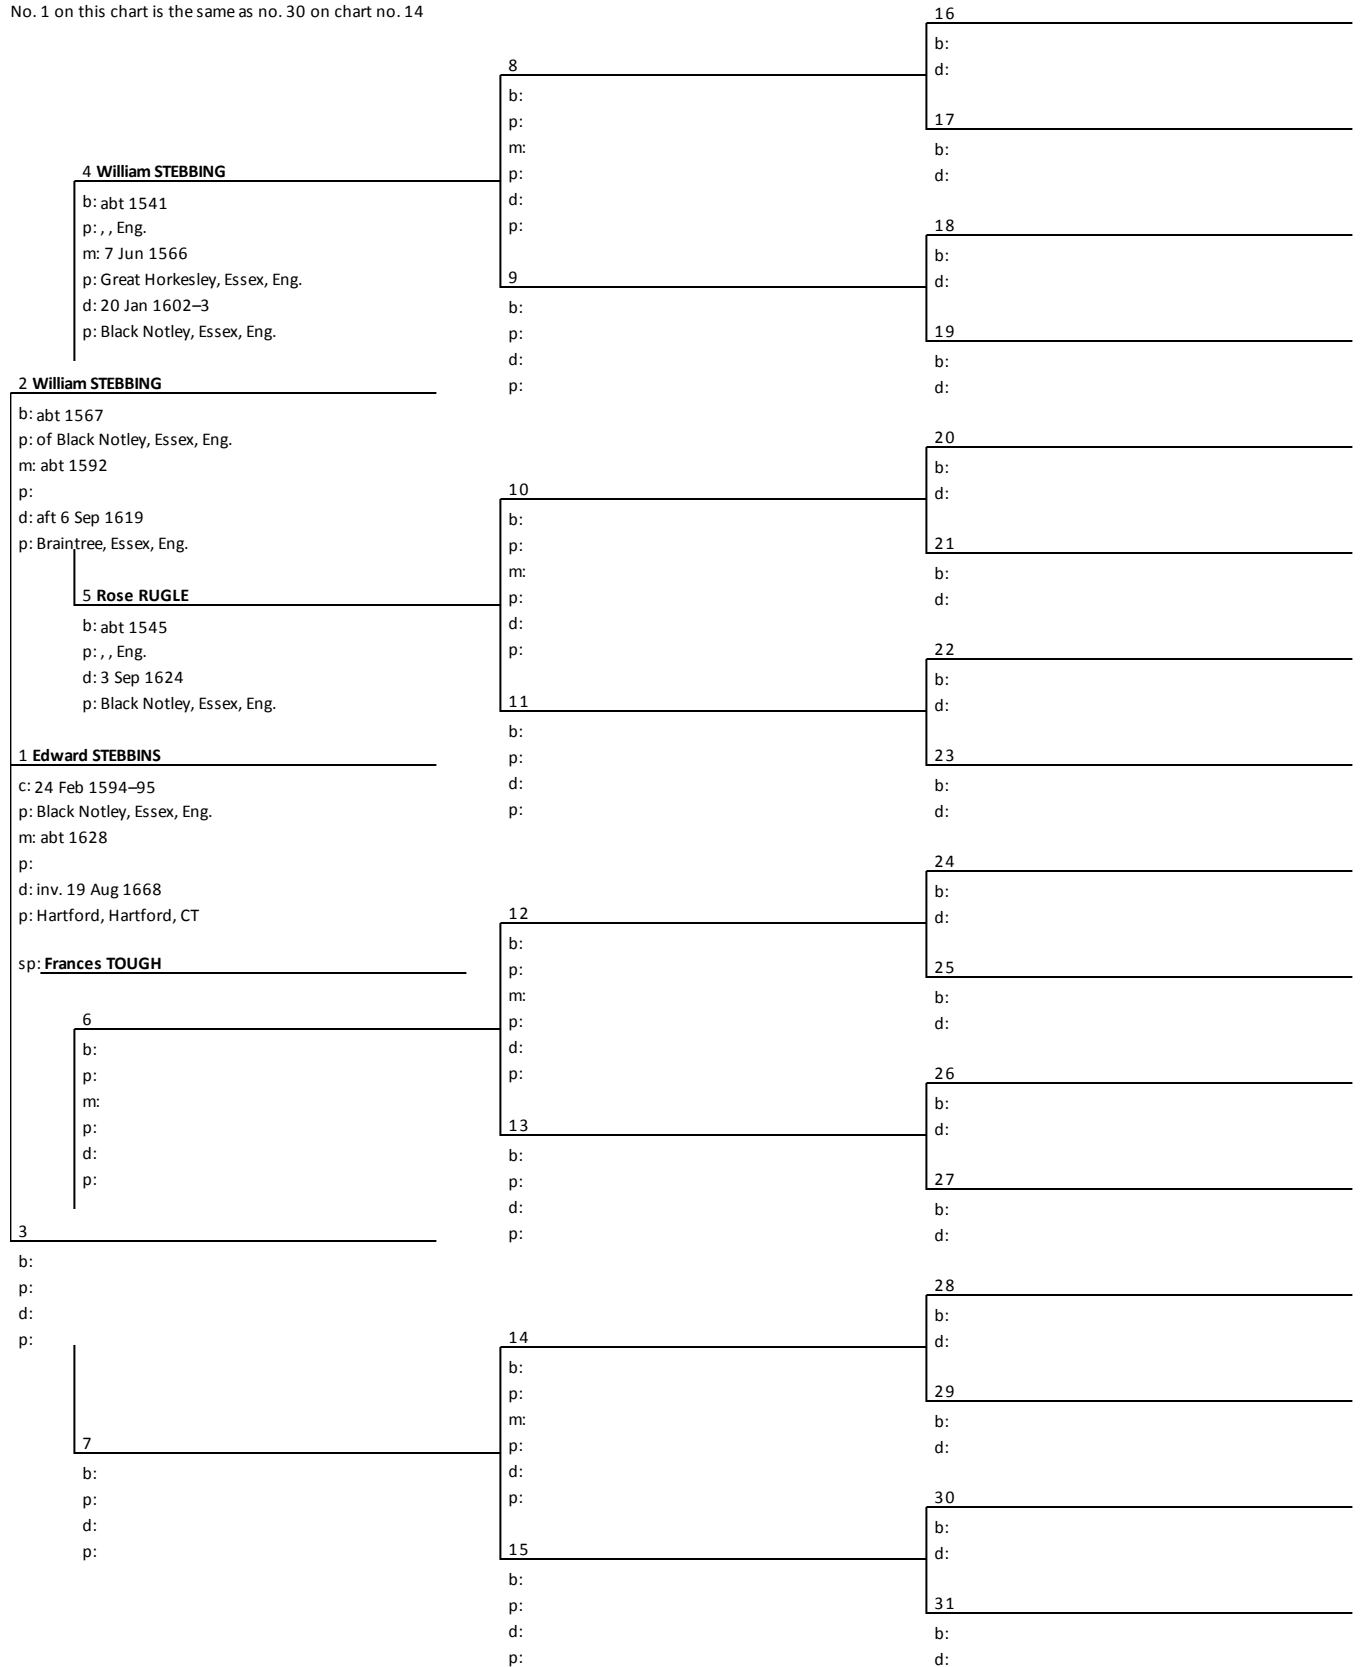 No. 1 on this chart is the same as no. 30 on chart no. 14
4 William STEBBING
b: abt 1541
p: , , Eng.
m: 7 Jun 1566
p: Great Horkesley, Essex, Eng.
d: 20 Jan 1602–3
p: Black Notley, Essex, Eng.
2 William STEBBING
b: abt 1567
p: of Black Notley, Essex, Eng.
m: abt 1592
p:
d: aft 6 Sep 1619
p: Braintree, Essex, Eng.
5 Rose RUGLE
b: abt 1545
p: , , Eng.
d: 3 Sep 1624
p: Black Notley, Essex, Eng.
1 Edward STEBBINS
c: 24 Feb 1594–95
p: Black Notley, Essex, Eng.
m: abt 1628
p:
d: inv. 19 Aug 1668
p: Hartford, Hartford, CT
sp: Frances TOUGH
6
b:
p:
m:
p:
d:
p:
3
b:
p:
d:
p:
7
b:
p:
d:
p:
8
b:
p:
m:
p:
d:
p:
9
b:
p:
d:
p:
10
b:
p:
m:
p:
d:
p:
11
b:
p:
d:
p:
12
b:
p:
m:
p:
d:
p:
13
b:
p:
d:
p:
14
b:
p:
m:
p:
d:
p:
15
b:
p:
d:
p:
16
b:
d:
17
b:
d:
18
b:
d:
19
b:
d:
20
b:
d:
21
b:
d:
22
b:
d:
23
b:
d:
24
b:
d:
25
b:
d:
26
b:
d:
27
b:
d:
28
b:
d:
29
b:
d:
30
b:
d:
31
b:
d: